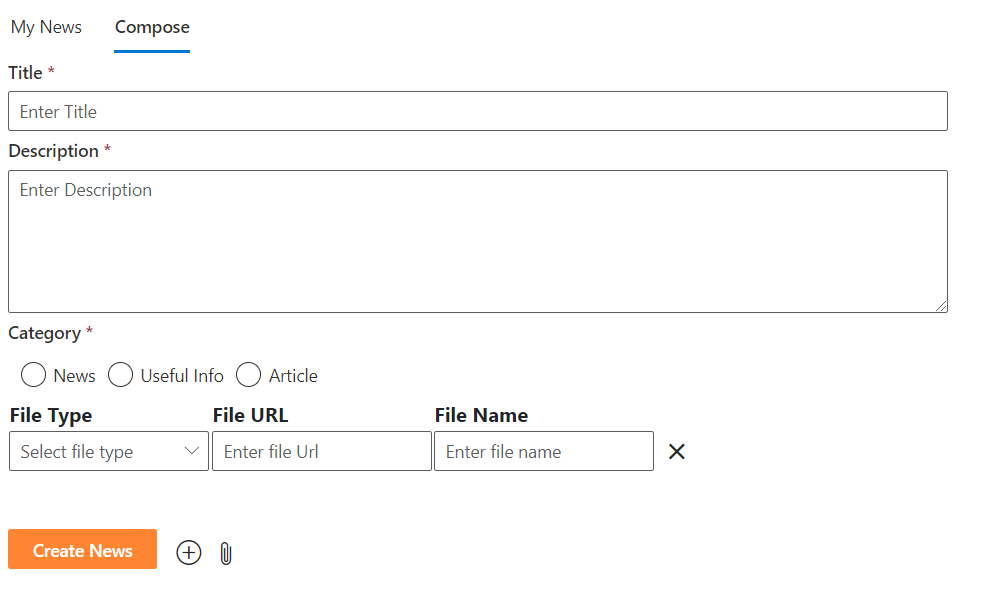 My News Compose
Title *
Enter Title
Description *
Enter Description
Category *
News Useful Info Article
File Type File URL File Name
Select file type Enter file Url Enter file name
Create News